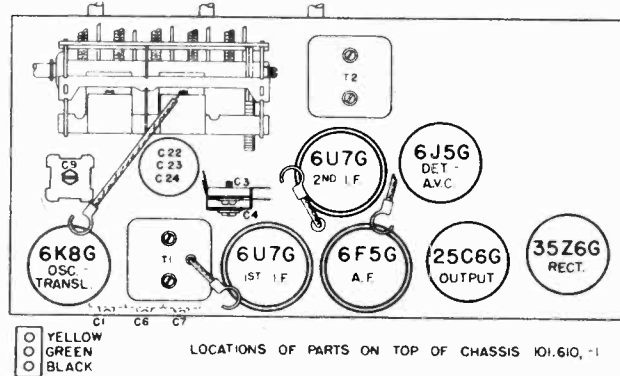 T2
6U7G
2ND I.F.
6J5G
DET -
A.V.C.
C9
C22
C23
C24
C3
C4
6K8G
OSC. -
TRANSL.
T1
6U7G
1ST I.F.
6F5G
A.F.
25C6G
OUTPUT
35Z6G
RECT.
C1 C6 C7
YELLOW
GREEN
BLACK
LOCATIONS OF PARTS ON TOP OF CHASSIS 101.610, -1